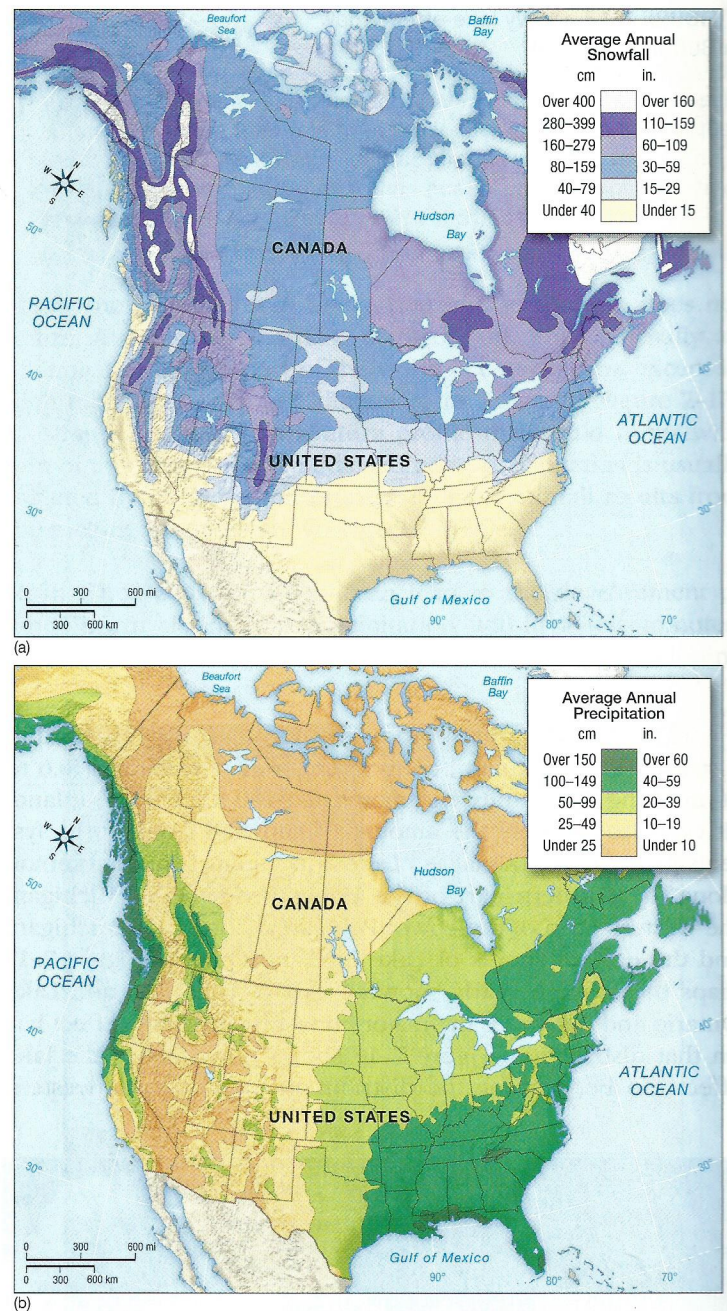 Beaufort
Sea
Baffin
Bay
Average Annual
Snowfall
cm in.
Over 400 Over 160
280–399 110–159
160–279 60–109
80–159 30–59
40–79 15–29
Under 40 Under 15
N
W
E
S
50°
Hudson
Bay
CANADA
PACIFIC
OCEAN
40°
40°
ATLANTIC
OCEAN
UNITED STATES
30°
30°
0 300 600 mi
0 300 600 km
Gulf of Mexico
90°
80°
70°
(a)
Beaufort
Sea
Baffin
Bay
Average Annual
Precipitation
cm in.
Over 150 Over 60
100–149 40–59
50–99 20–39
25–49 10–19
Under 25 Under 10
N
W
E
S
Hudson
Bay
50°
CANADA
PACIFIC
OCEAN
40°
40°
ATLANTIC
OCEAN
UNITED STATES
30°
30°
0 300 600 mi
0 300 600 km
Gulf of Mexico
90°
80°
70°
(b)